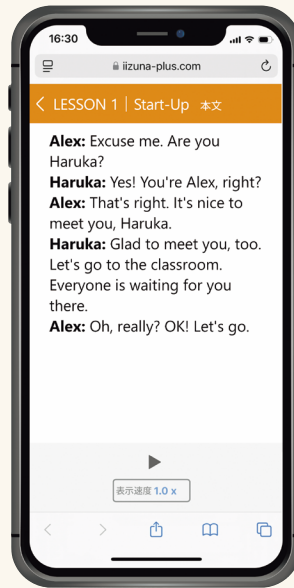 16:30
iizuna-plus.com
LESSON 1 | Start-Up 本文
Alex: Excuse me. Are you
Haruka?
Haruka: Yes! You're Alex, right?
Alex: That's right. It's nice to
meet you, Haruka.
Haruka: Glad to meet you, too.
Let's go to the classroom.
Everyone is waiting for you
there.
Alex: Oh, really? OK! Let's go.
表示速度 1.0 x